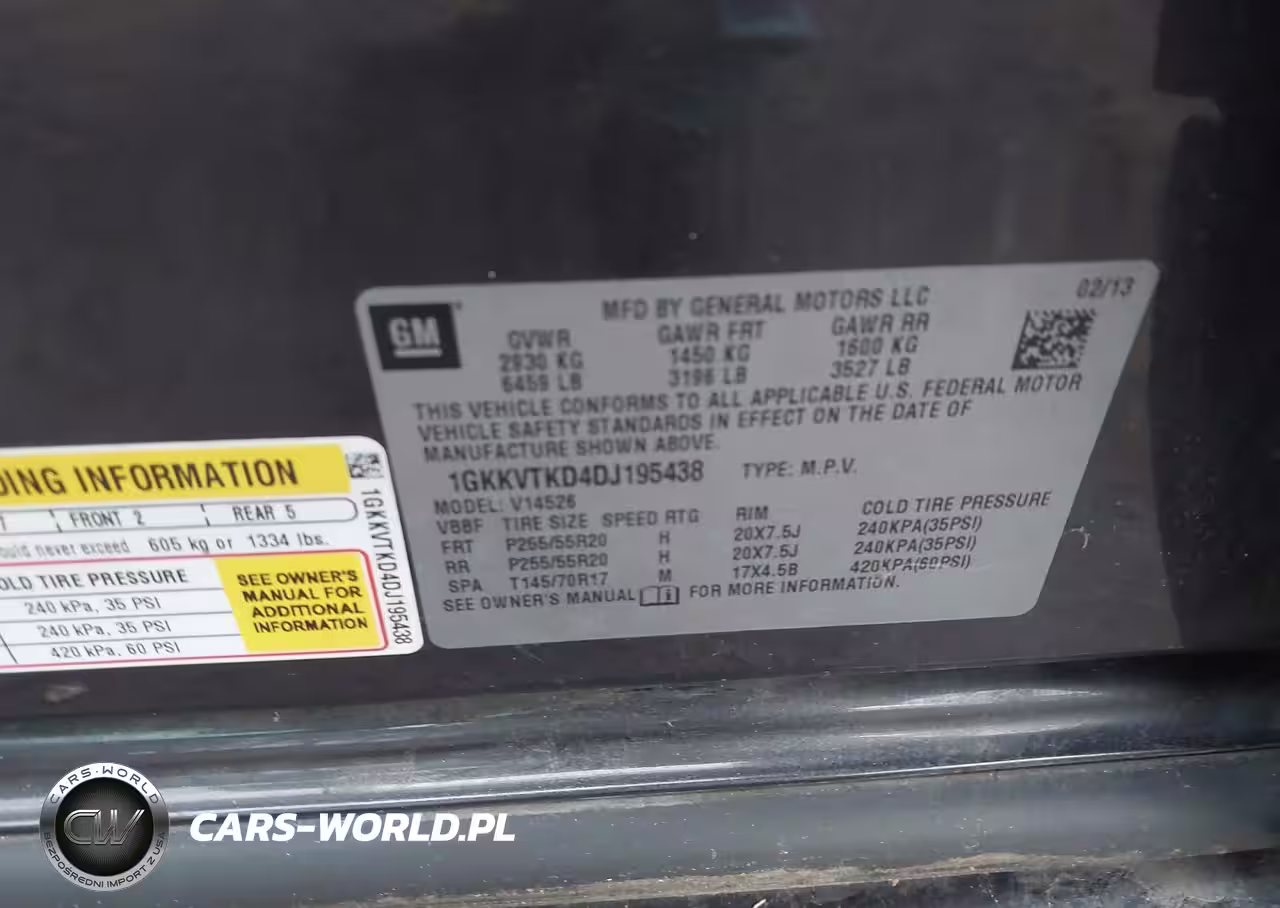 GM
MFD BY GENERAL MOTORS LLC
02/13
GVWR GAWR FRT GAWR RR
2930 KG 1450 KG 1600 KG
6459 LB 3196 LB 3527 LB
THIS VEHICLE CONFORMS TO ALL APPLICABLE U.S. FEDERAL MOTOR
VEHICLE SAFETY STANDARDS IN EFFECT ON THE DATE OF
MANUFACTURE SHOWN ABOVE.
1GKKVTKD4DJ195438 TYPE: M.P.V.
MODEL: V14526
VBBF TIRE SIZE SPEED RTG RIM COLD TIRE PRESSURE
FRT P255/55R20 H 20X7.5J 240KPA(35PSI)
RR P255/55R20 H 20X7.5J 240KPA(35PSI)
SPA T145/70R17 M 17X4.5B 420KPA(60PSI)
SEE OWNER'S MANUAL FOR MORE INFORMATION.
DING INFORMATION
FRONT 2 REAR 5
ould never exceed 605 kg or 1334 lbs.
OLD TIRE PRESSURE
240 kPa, 35 PSI
240 kPa, 35 PSI
420 kPa, 60 PSI
SEE OWNER'S
MANUAL FOR
ADDITIONAL
INFORMATION
1GKKVTKD4DJ195438
CARS-WORLD
CW
BEZPOŚREDNI IMPORT Z USA
CARS-WORLD.PL